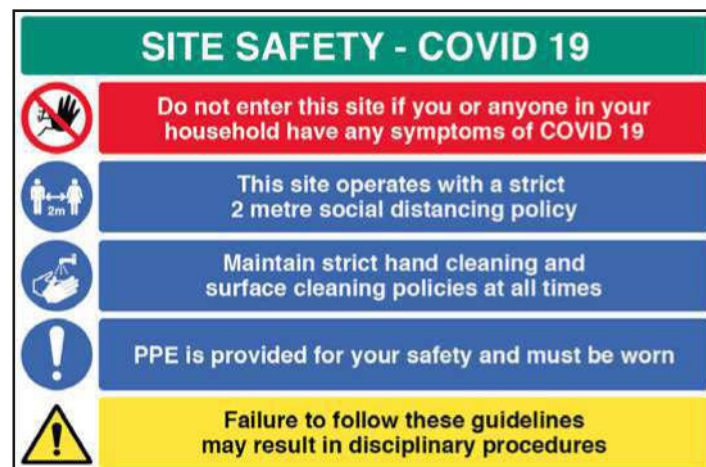 SITE SAFETY - COVID 19
Do not enter this site if you or anyone in your
household have any symptoms of COVID 19
2m
This site operates with a strict
2 metre social distancing policy
Maintain strict hand cleaning and
surface cleaning policies at all times
PPE is provided for your safety and must be worn
Failure to follow these guidelines
may result in disciplinary procedures